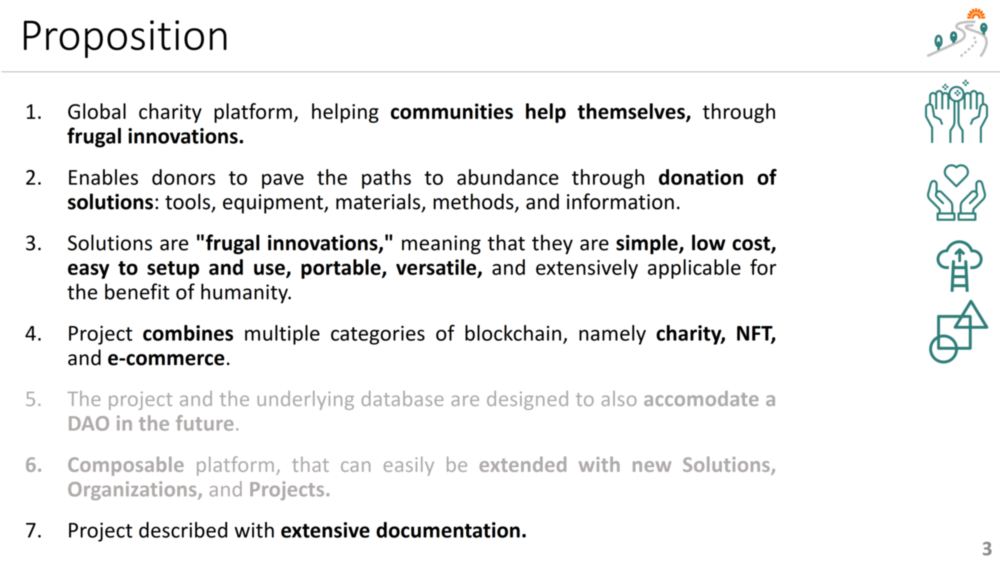 Proposition
1. Global charity platform, helping communities help themselves, through
frugal innovations.
2. Enables donors to pave the paths to abundance through donation of
solutions: tools, equipment, materials, methods, and information.
3. Solutions are "frugal innovations," meaning that they are simple, low cost,
easy to setup and use, portable, versatile, and extensively applicable for
the benefit of humanity.
4. Project combines multiple categories of blockchain, namely charity, NFT,
and e-commerce.
5. The project and the underlying database are designed to also accomodate a
DAO in the future.
6. Composable platform, that can easily be extended with new Solutions,
Organizations, and Projects.
7. Project described with extensive documentation.
3